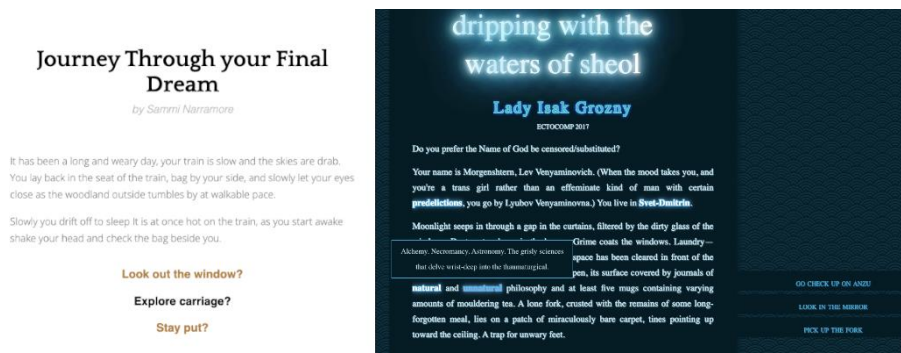 Journey Through your Final
Dream
by Sammi Narramore
It has been a long and weary day, your train is slow and the skies are drab.
You lay back in the seat of the train, bag by your side, and slowly let your eyes
close as the woodland outside tumbles by at walkable pace.
Slowly you drift off to sleep It is at once hot on the train, as you start awake
shake your head and check the bag beside you.
Look out the window?
Explore carriage?
Stay put?
dripping with the
waters of sheol
Lady Isak Grozny
ECTOCOMP 2017
Do you prefer the Name of God be censored/substituted?
Your name is Morgenshtern, Lev Venyaminovich. (When the mood takes you, and
you're a trans girl rather than an effeminate kind of man with certain
predelictions, you go by Lyubov Venyaminovna.) You live in Svet-Dmitrin.
Moonlight seeps in through a gap in the curtains, filtered by the dirty glass of the
Grime coats the windows. Laundry—
Alchemy. Necromancy. Astronomy. The grisly sciences
that delve wrist-deep into the thaumaturgical.
space has been cleared in front of the
pen, its surface covered by journals of
natural and unnatural philosophy and at least five mugs containing varying
amounts of mouldering tea. A lone fork, crusted with the remains of some long-
forgotten meal, lies on a patch of miraculously bare carpet, tines pointing up
toward the ceiling. A trap for unwary feet.
GO CHECK UP ON ANZU
LOOK IN THE MIRROR
PICK UP THE FORK